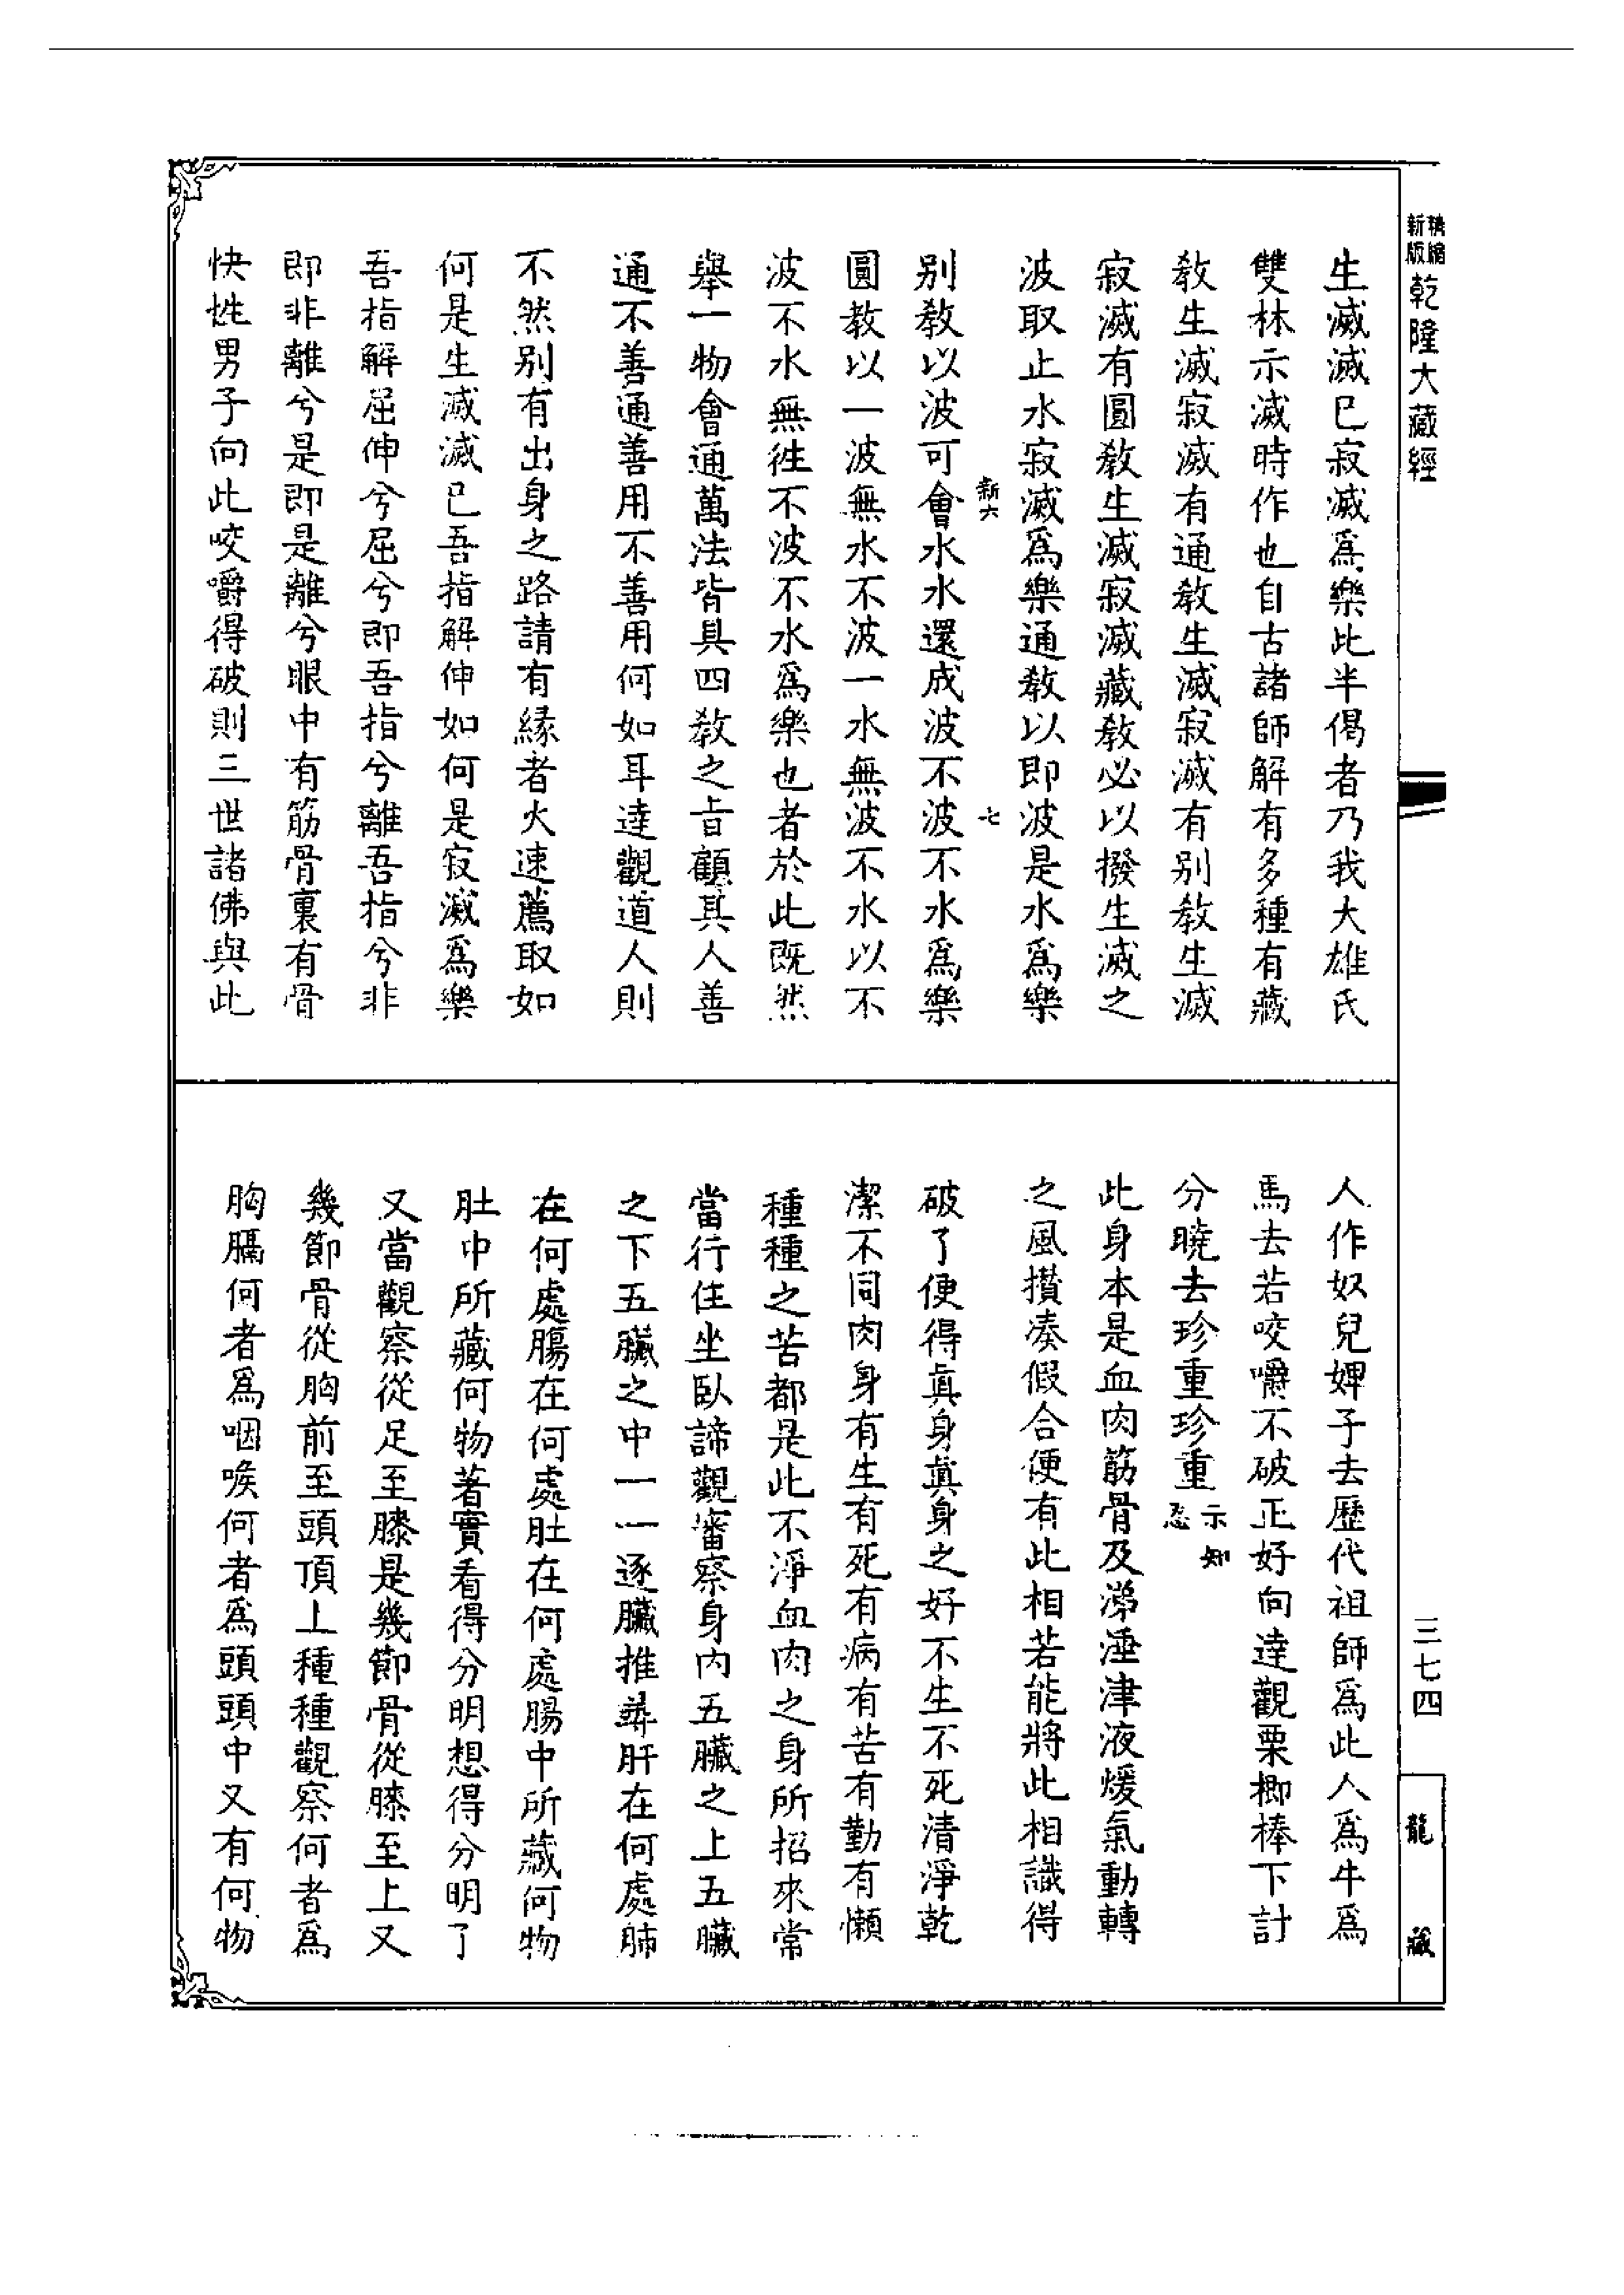 新版精縮
乾隆大藏經
生滅滅已寂滅爲樂此半偈者乃我大雄氏
雙林示滅時作也自古諸師解有多種有藏
教生滅寂滅有通教生滅寂滅有別教生滅
寂滅有圓教生滅寂滅藏教必以撥生滅之
波取止水寂滅爲樂通教以即波是水爲樂
新六
七
別教以波可會水水還成波不波不水爲樂
圓教以一波無水不波一水無波不水以不
波不水無徃不波不水爲樂也者於此既然
舉一物會通萬法皆具四教之旨顧其人善
通不善通善用不善用何如耳達觀道人則
不然別有出身之路請有緣者火速薦取如
何是生滅滅已吾指解伸如何是寂滅爲樂
吾指解屈伸兮屈兮即吾指兮離吾指兮非
即非離兮是即是離兮眼中有筋骨裏有骨
快性男子向此咬嚼得破則三世諸佛與此
人作奴兒婢子去歷代祖師爲此人爲牛爲
馬去若咬嚼不破正好向達觀栗楖棒下計
分曉去珍重珍重
示知
忍
此身本是血肉筋骨及涕洟津液煖氣動轉
之風攢凑假合便有此相若能將此相識得
破了便得眞身眞身之好不生不死清淨乾
潔不同肉身有生有死有病有苦有勤有懶
種種之苦都是此不淨血肉之身所招來常
當行住坐臥諦觀審察身內五臟之上五臟
之下五臟之中一一逐臟推尋肝在何處肺
在何處腸在何處肚在何處腸中所藏何物
肚中所藏何物著實看得分明想得分明了
又當觀察從足至膝是幾節骨從膝至上又
幾節骨從胸前至頭頂上種種觀察何者爲
胸膈何者爲咽喉何者爲頭頭中又有何物
三七四
龍藏